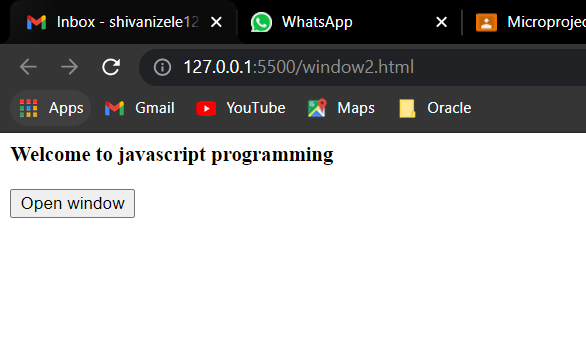 Inbox - shivanizele12
WhatsApp
Microproje
127.0.0.1:5500/window2.html
Apps
Gmail
YouTube
Maps
Oracle
Welcome to javascript programming
Open window